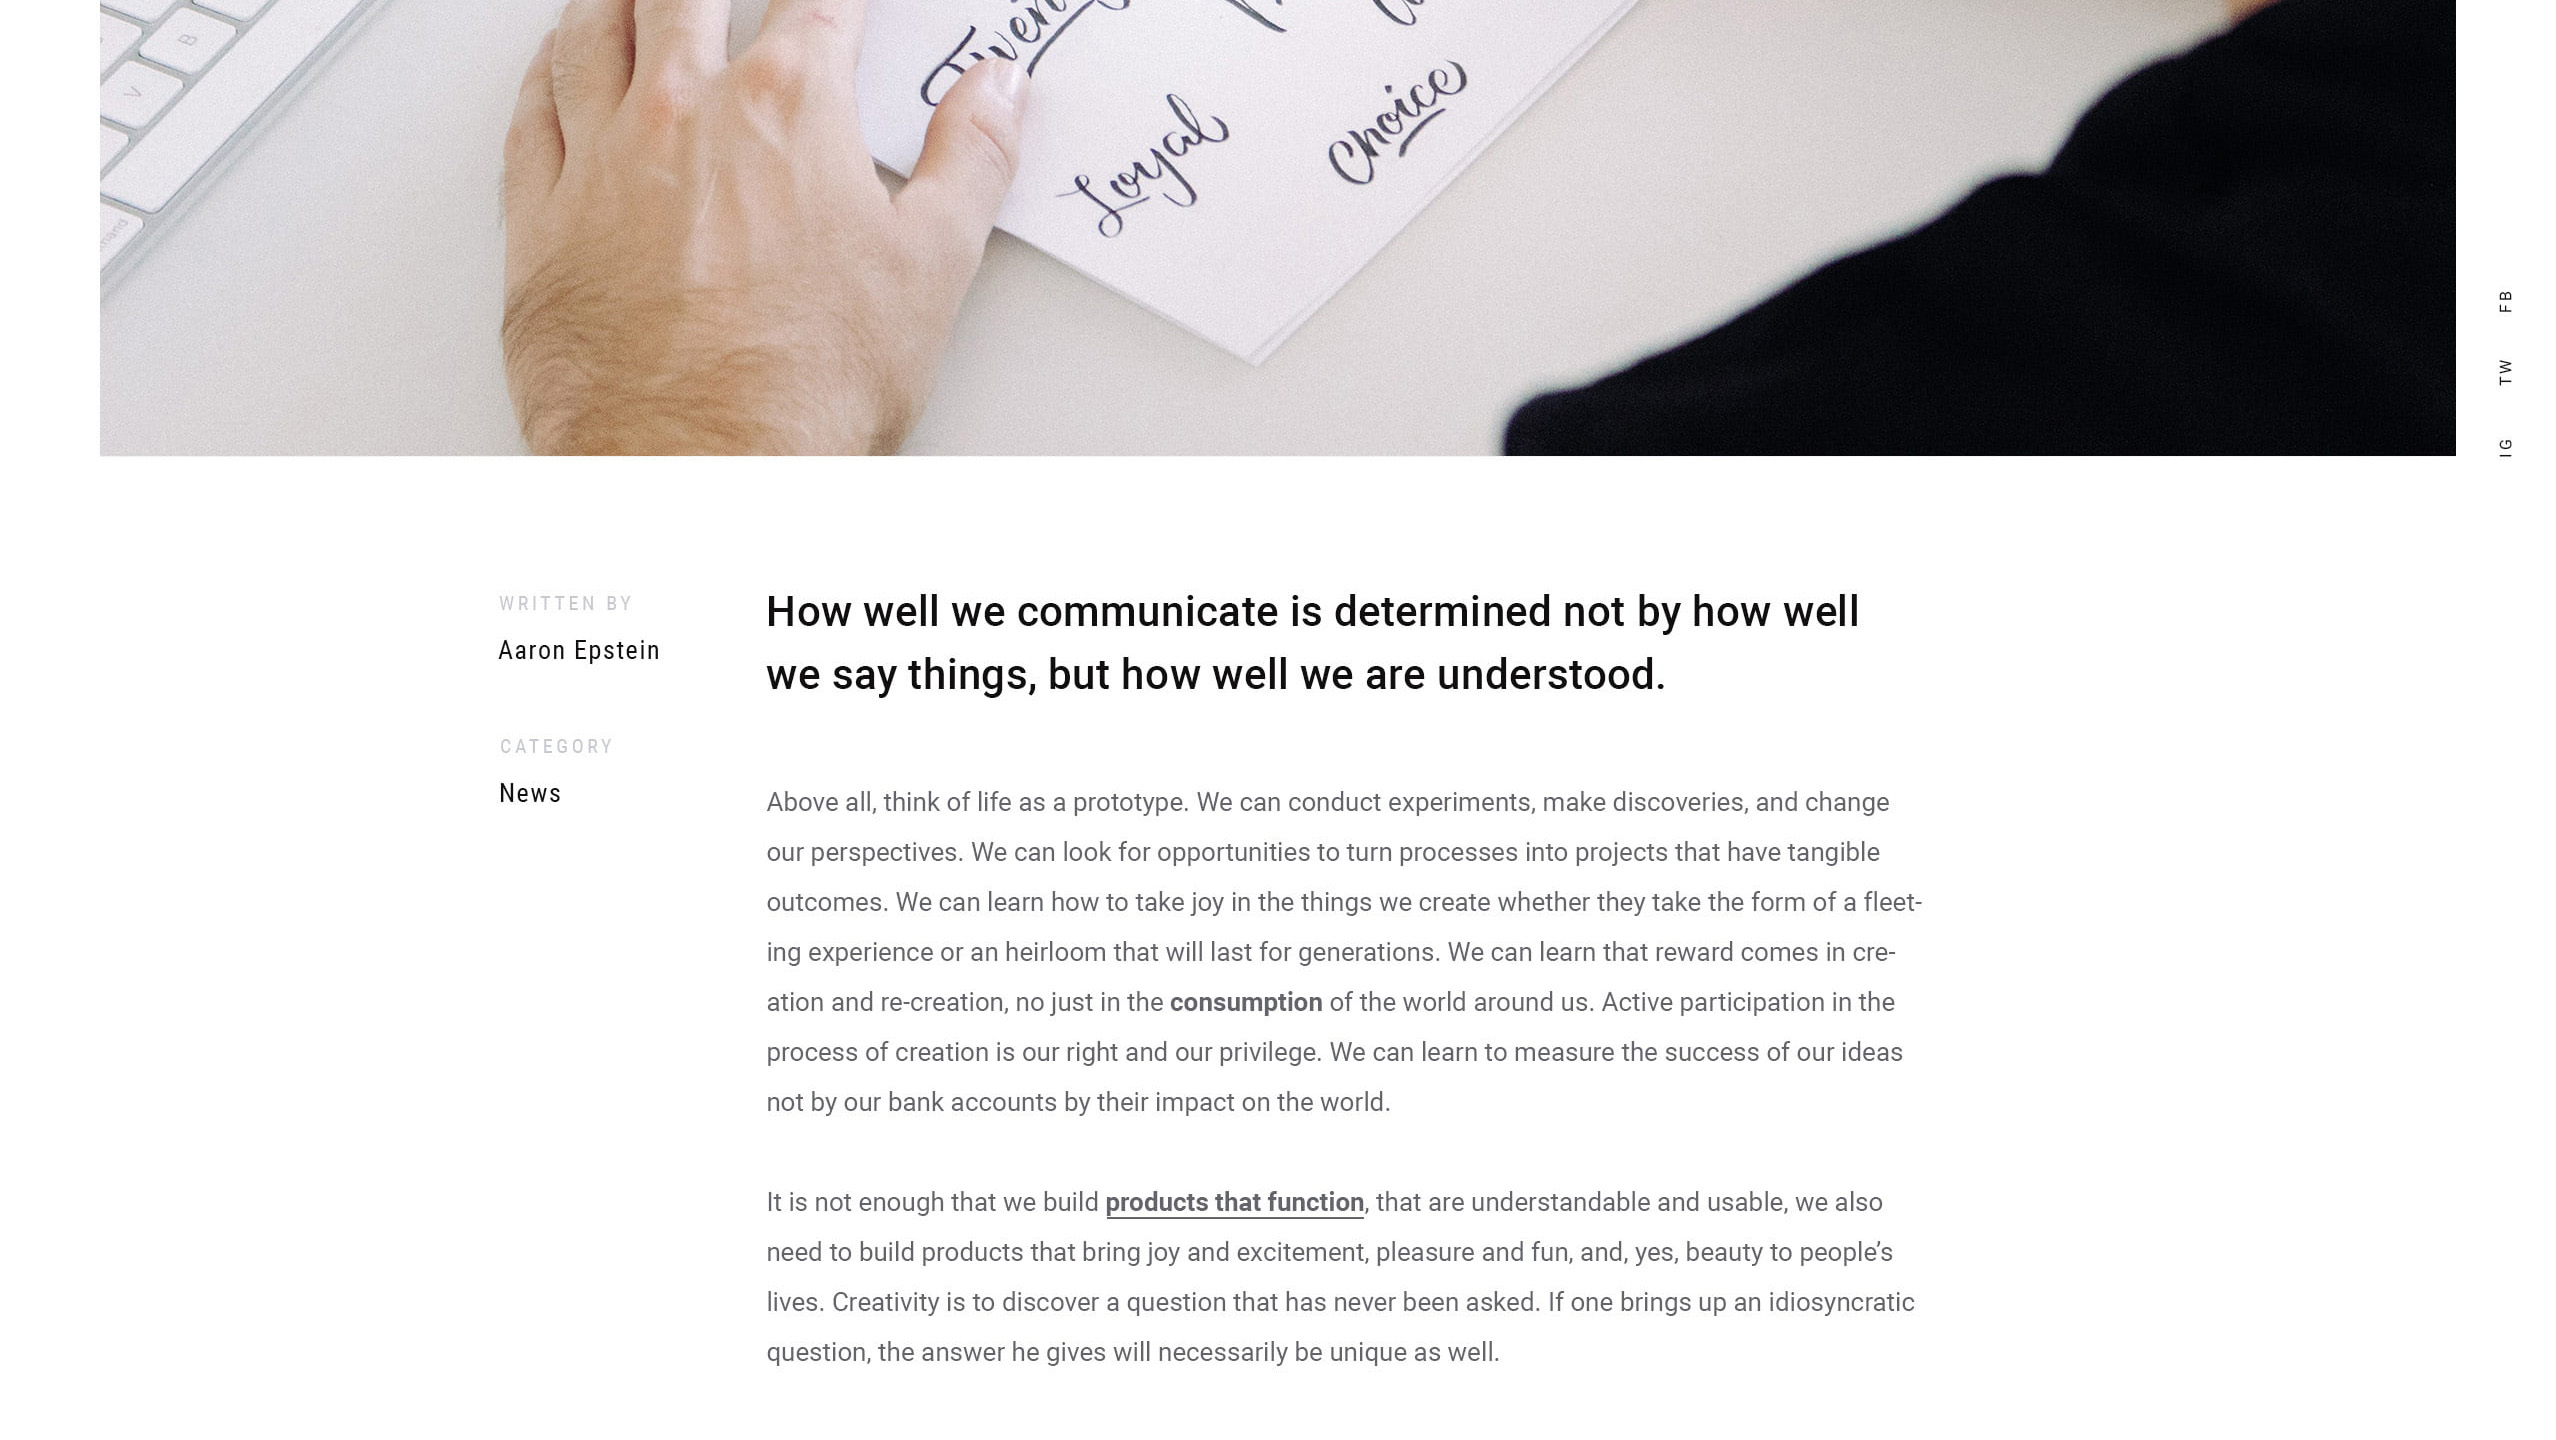 B
V
Loyal
Choice
FB
TW
IG
WRITTEN BY
Aaron Epstein
CATEGORY
News
How well we communicate is determined not by how well
we say things, but how well we are understood.
Above all, think of life as a prototype. We can conduct experiments, make discoveries, and change
our perspectives. We can look for opportunities to turn processes into projects that have tangible
outcomes. We can learn how to take joy in the things we create whether they take the form of a fleet-
ing experience or an heirloom that will last for generations. We can learn that reward comes in cre-
ation and re-creation, no just in the consumption of the world around us. Active participation in the
process of creation is our right and our privilege. We can learn to measure the success of our ideas
not by our bank accounts by their impact on the world.
It is not enough that we build products that function, that are understandable and usable, we also
need to build products that bring joy and excitement, pleasure and fun, and, yes, beauty to people’s
lives. Creativity is to discover a question that has never been asked. If one brings up an idiosyncratic
question, the answer he gives will necessarily be unique as well.